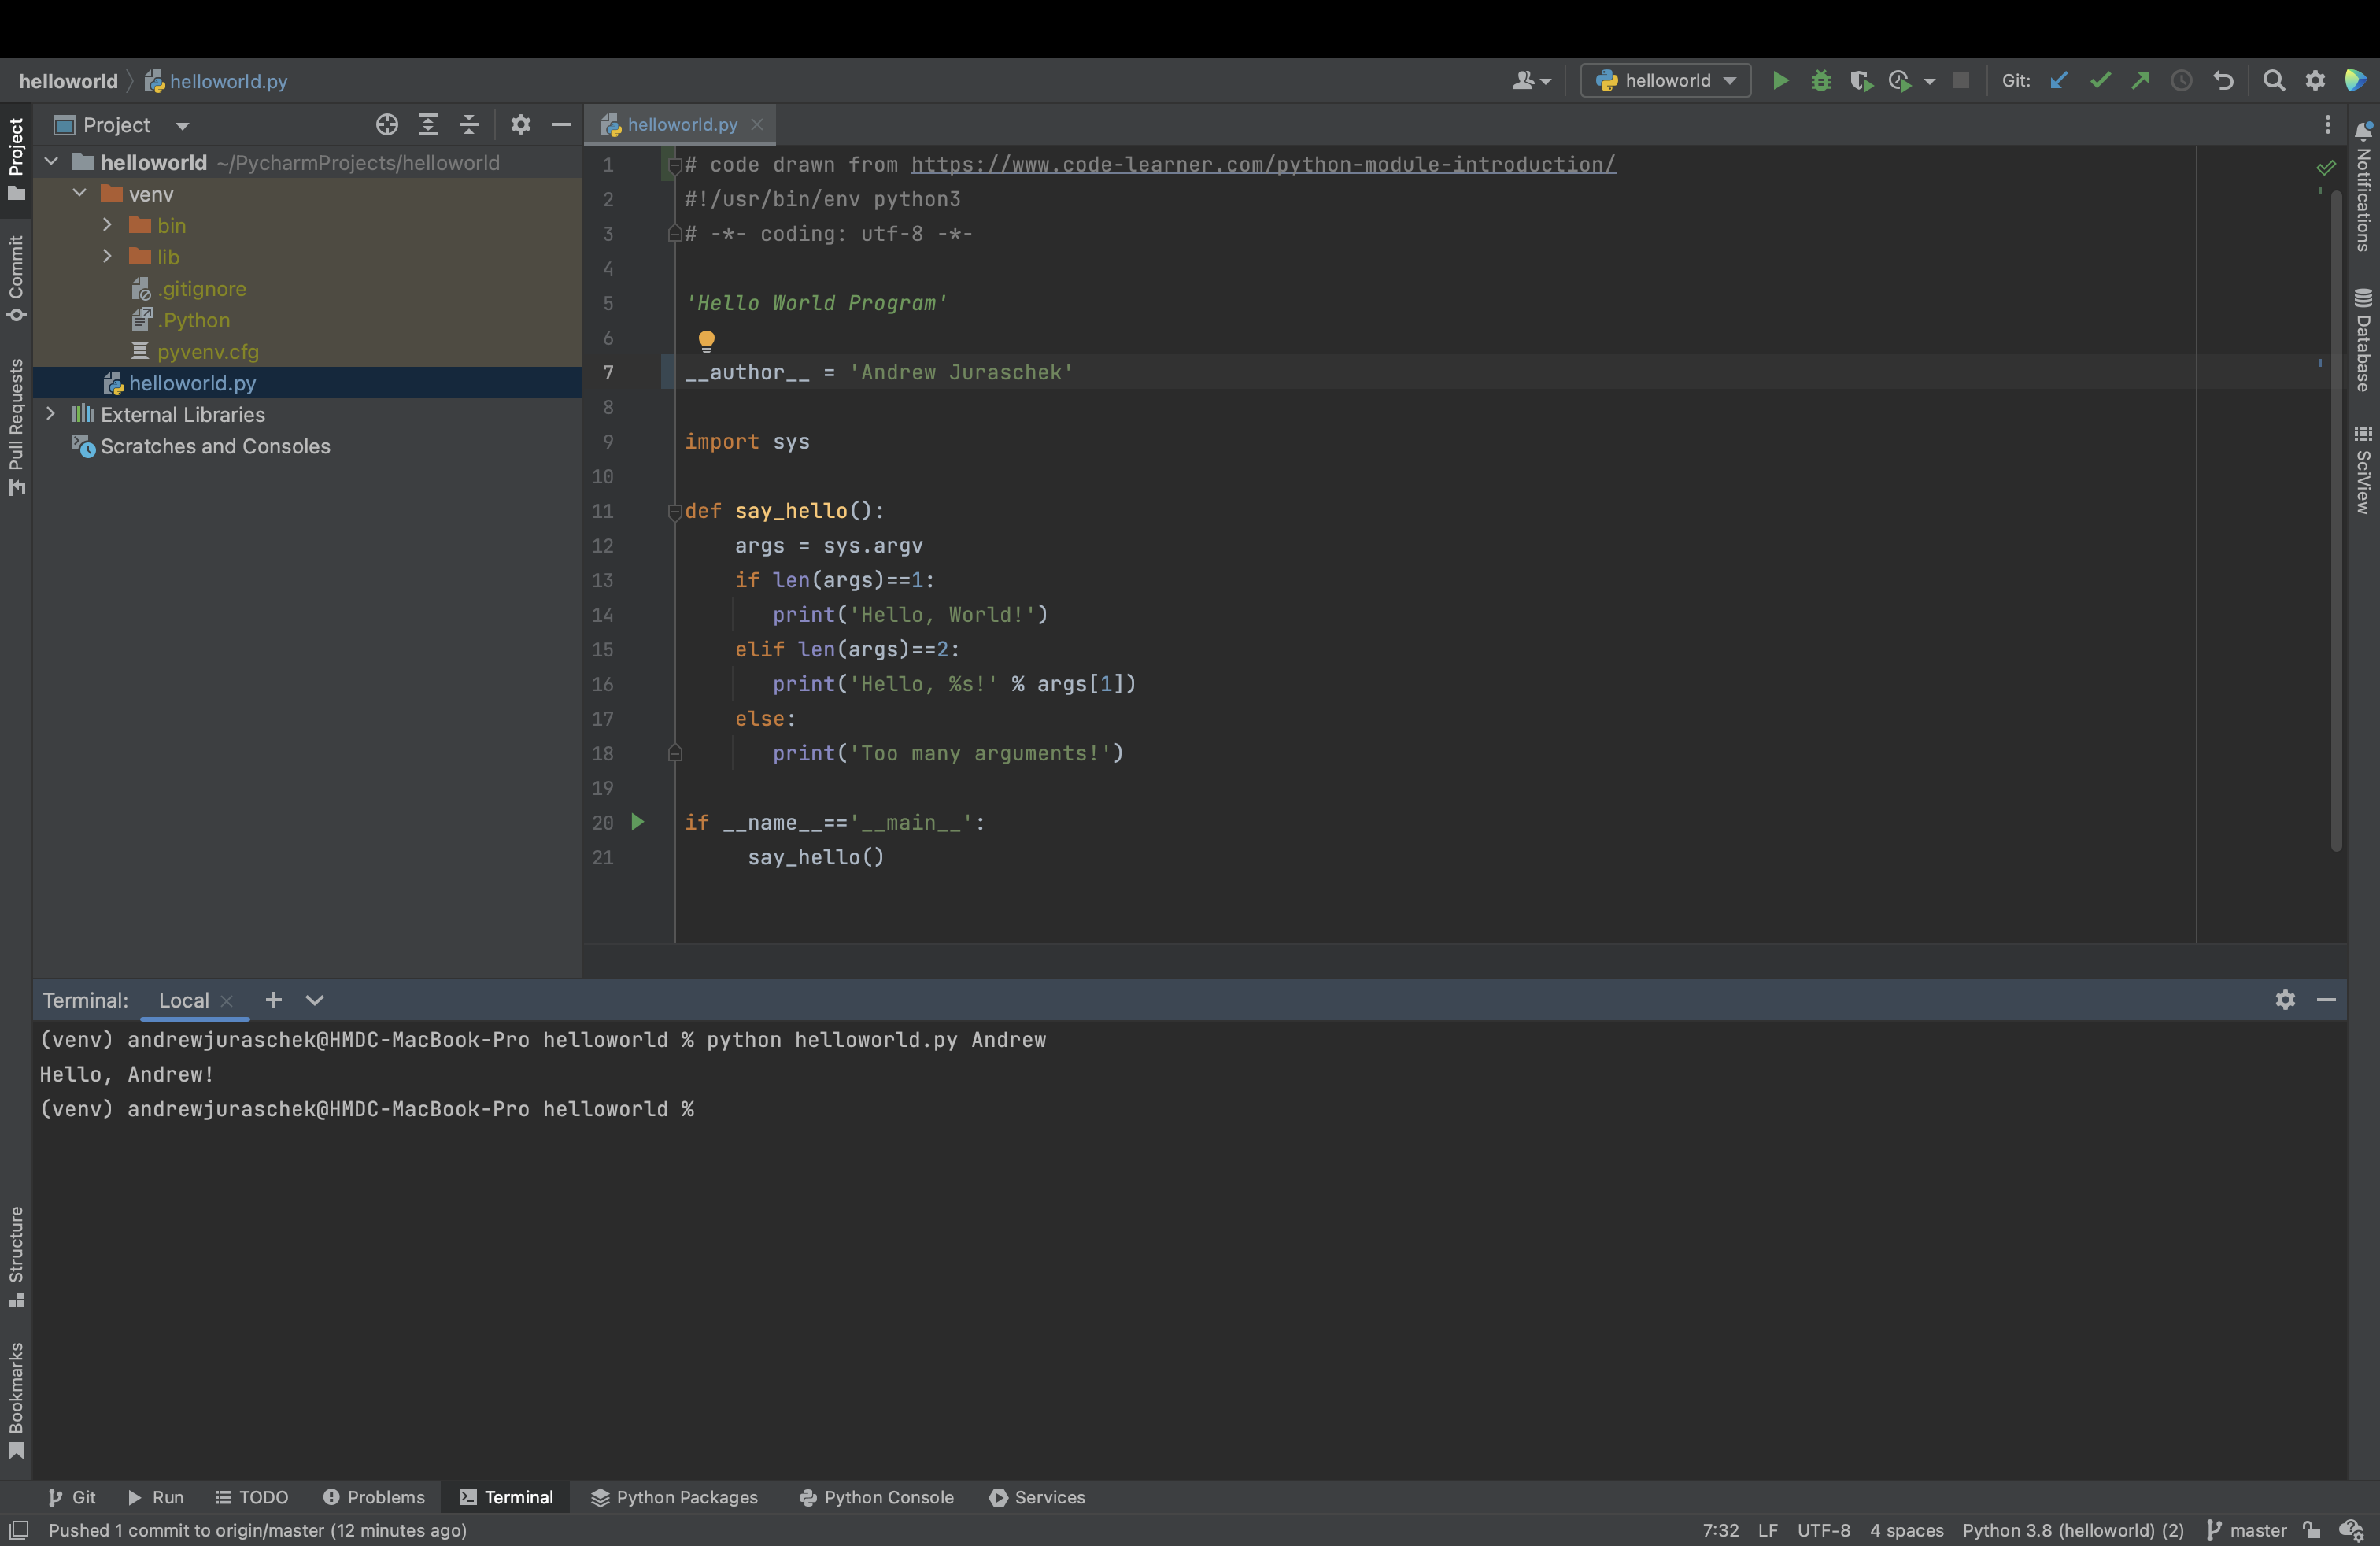 helloworld helloworld.py
helloworld Git:
Project
helloworld.py
Project
Commit
Pull Requests
Structure
Bookmarks
helloworld ~/PycharmProjects/helloworld
venv
bin
lib
.gitignore
.Python
pyvenv.cfg
helloworld.py
External Libraries
Scratches and Consoles
1 # code drawn from https://www.code-learner.com/python-module-introduction/
2 #!/usr/bin/env python3
3 # -*- coding: utf-8 -*-
4
5 'Hello World Program'
6
7 __author__ = 'Andrew Juraschek'
8
9 import sys
10
11 def say_hello():
12     args = sys.argv
13     if len(args)==1:
14        print('Hello, World!')
15     elif len(args)==2:
16        print('Hello, %s!' % args[1])
17     else:
18        print('Too many arguments!')
19
20 if __name__=='__main__':
21      say_hello()
Notifications
Database
SciView
Terminal: Local
(venv) andrewjuraschek@HMDC-MacBook-Pro helloworld % python helloworld.py Andrew
Hello, Andrew!
(venv) andrewjuraschek@HMDC-MacBook-Pro helloworld %
Git Run TODO Problems Terminal Python Packages Python Console Services
Pushed 1 commit to origin/master (12 minutes ago) 7:32 LF UTF-8 4 spaces Python 3.8 (helloworld) (2) master